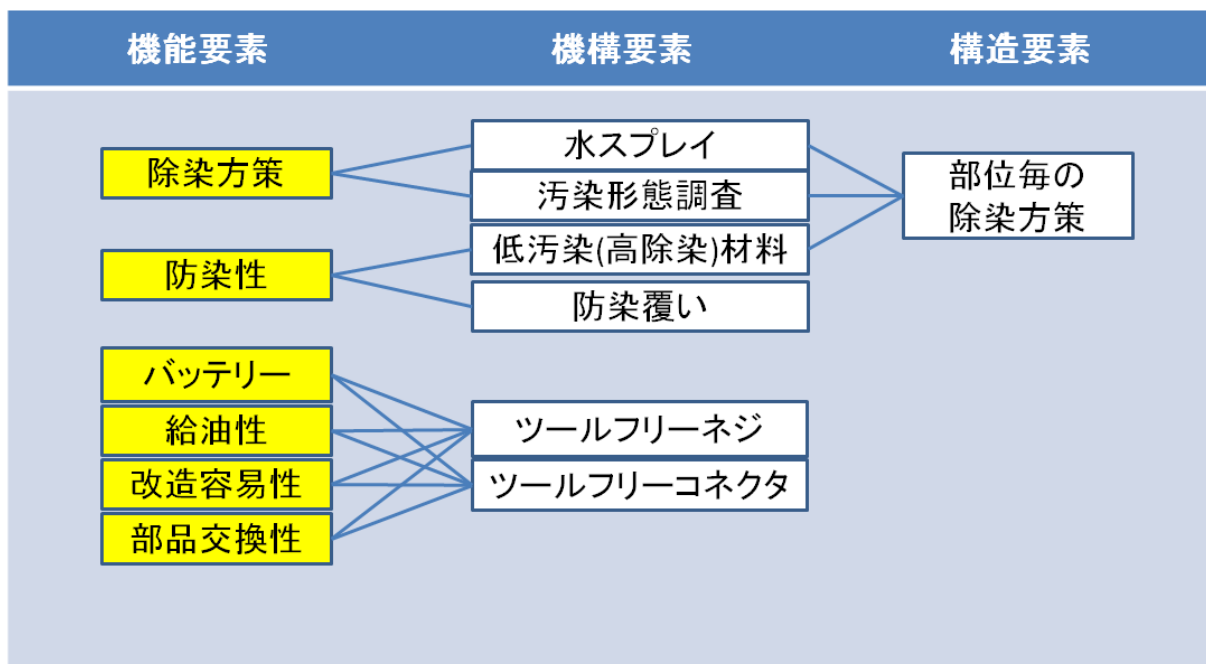 機能要素
機構要素
構造要素
除染方策
防染性
バッテリー
給油性
改造容易性
部品交換性
水スプレイ
汚染形態調査
低汚染(高除染)材料
防染覆い
ツールフリーネジ
ツールフリーコネクタ
部位毎の
除染方策